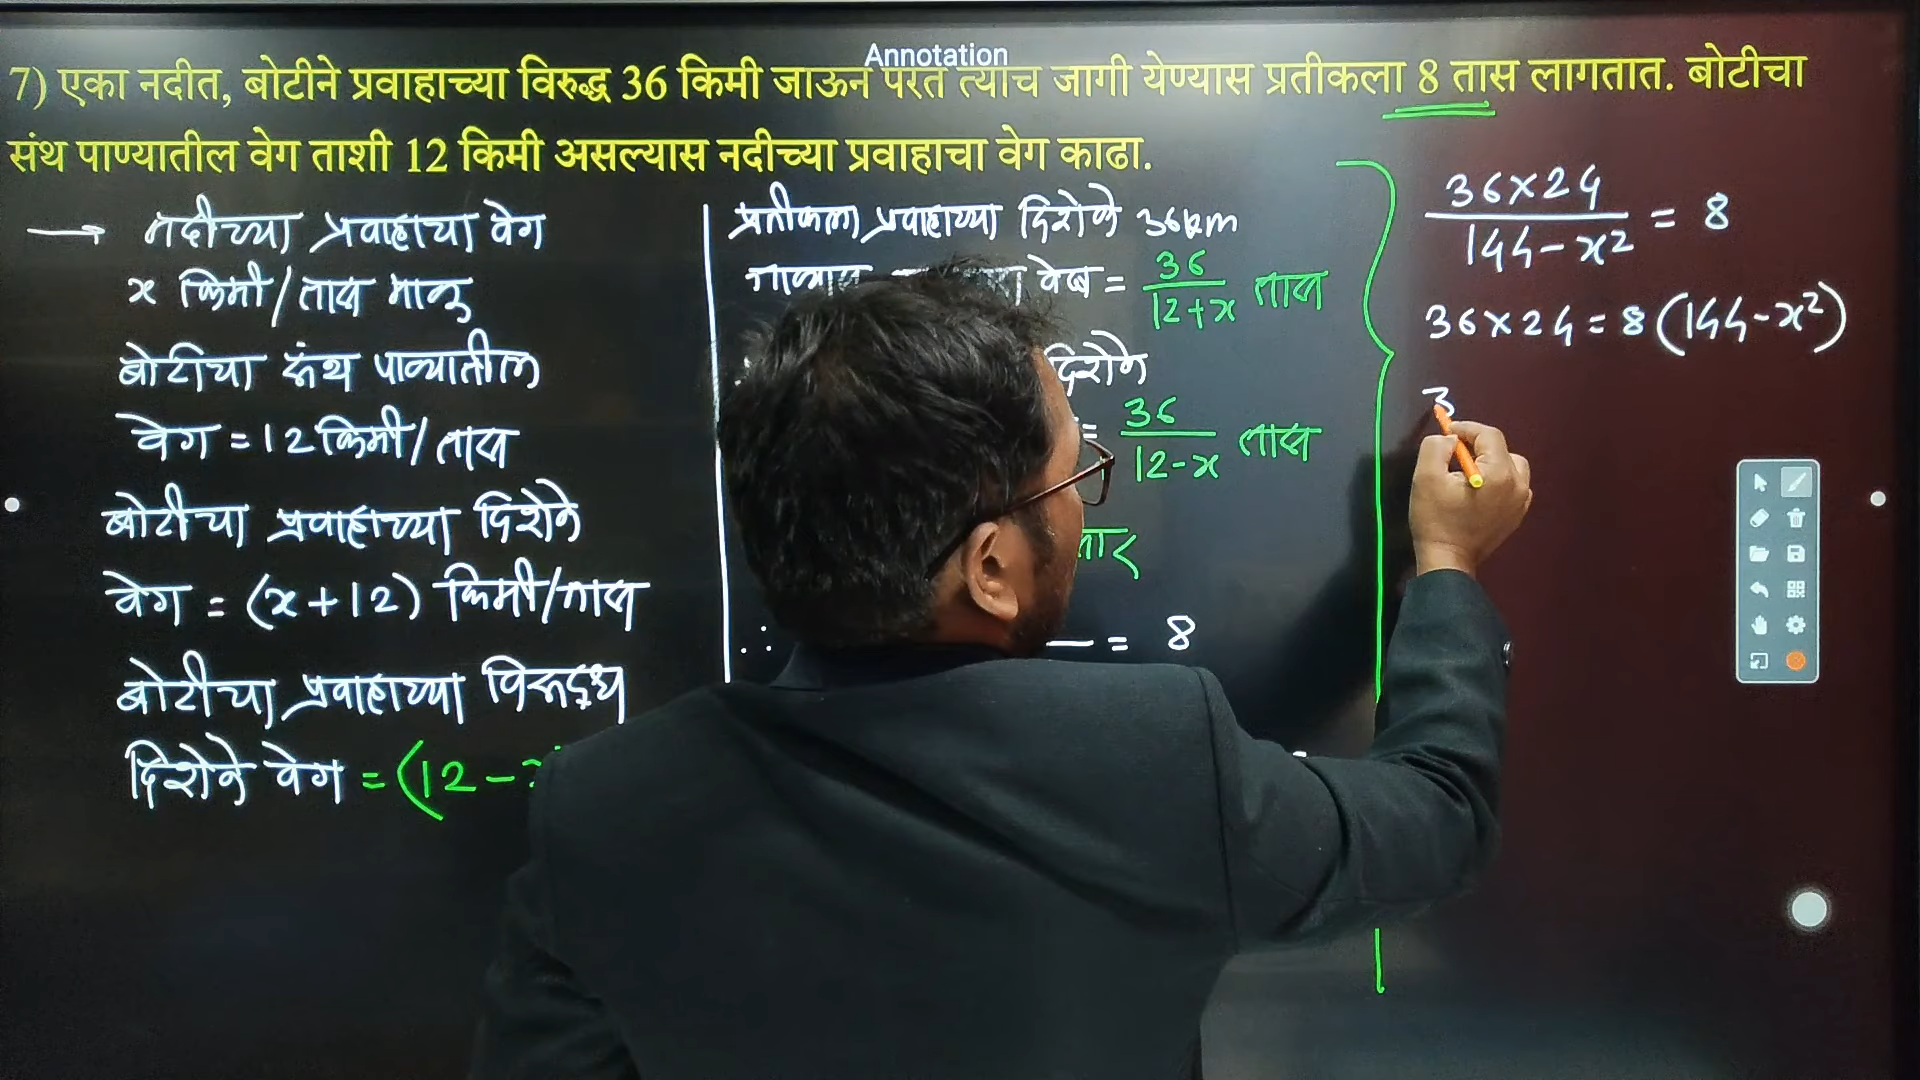 Annotation
7) एका नदीत, बोटीने प्रवाहाच्या विरुद्ध 36 किमी जाऊन परत त्याच जागी येण्यास प्रतीकला 8 तास लागतात. बोटीचा
संथ पाण्यातील वेग ताशी 12 किमी असल्यास नदीच्या प्रवाहाचा वेग काढा.
→ नदीच्या प्रवाहाचा वेग
x किमी/तास मानू
बोटीचा संथ पाण्यातील
वेग = 12 किमी/तास
बोटीचा प्रवाहाच्या दिशेने
वेग = (x+12) किमी/तास
बोटीचा प्रवाहाच्या विरूद्ध
दिशेने वेग = (12 -
प्रतीकला प्रवाहाच्या दिशेने 36km
वेळ = 36/12+x तास
दिशेने
= 36/12-x तास
∴ = 8
36×24/144-x² = 8
36×24 = 8(144-x²)
3